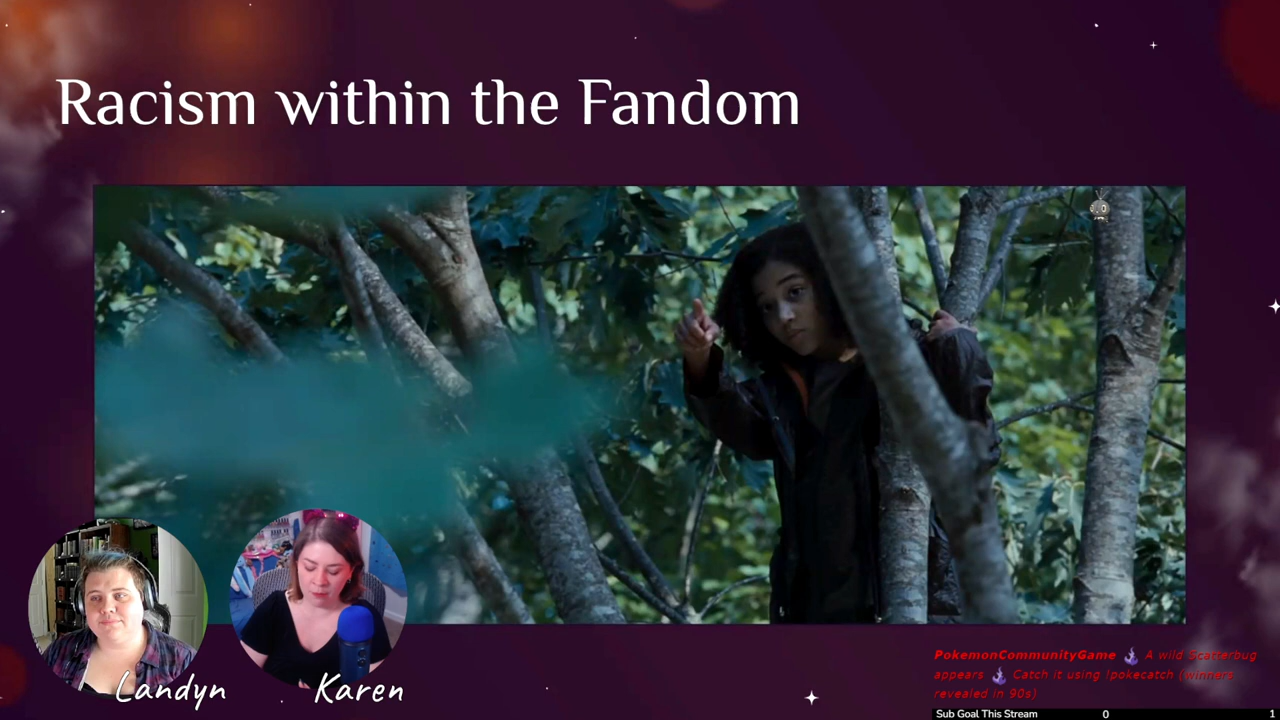 Racism within the Fandom
Landyn
Karen
PokemonCommunityGame A wild Scatterbug
appears Catch it using !pokecatch (winners
revealed in 90s)
Sub Goal This Stream 0 1